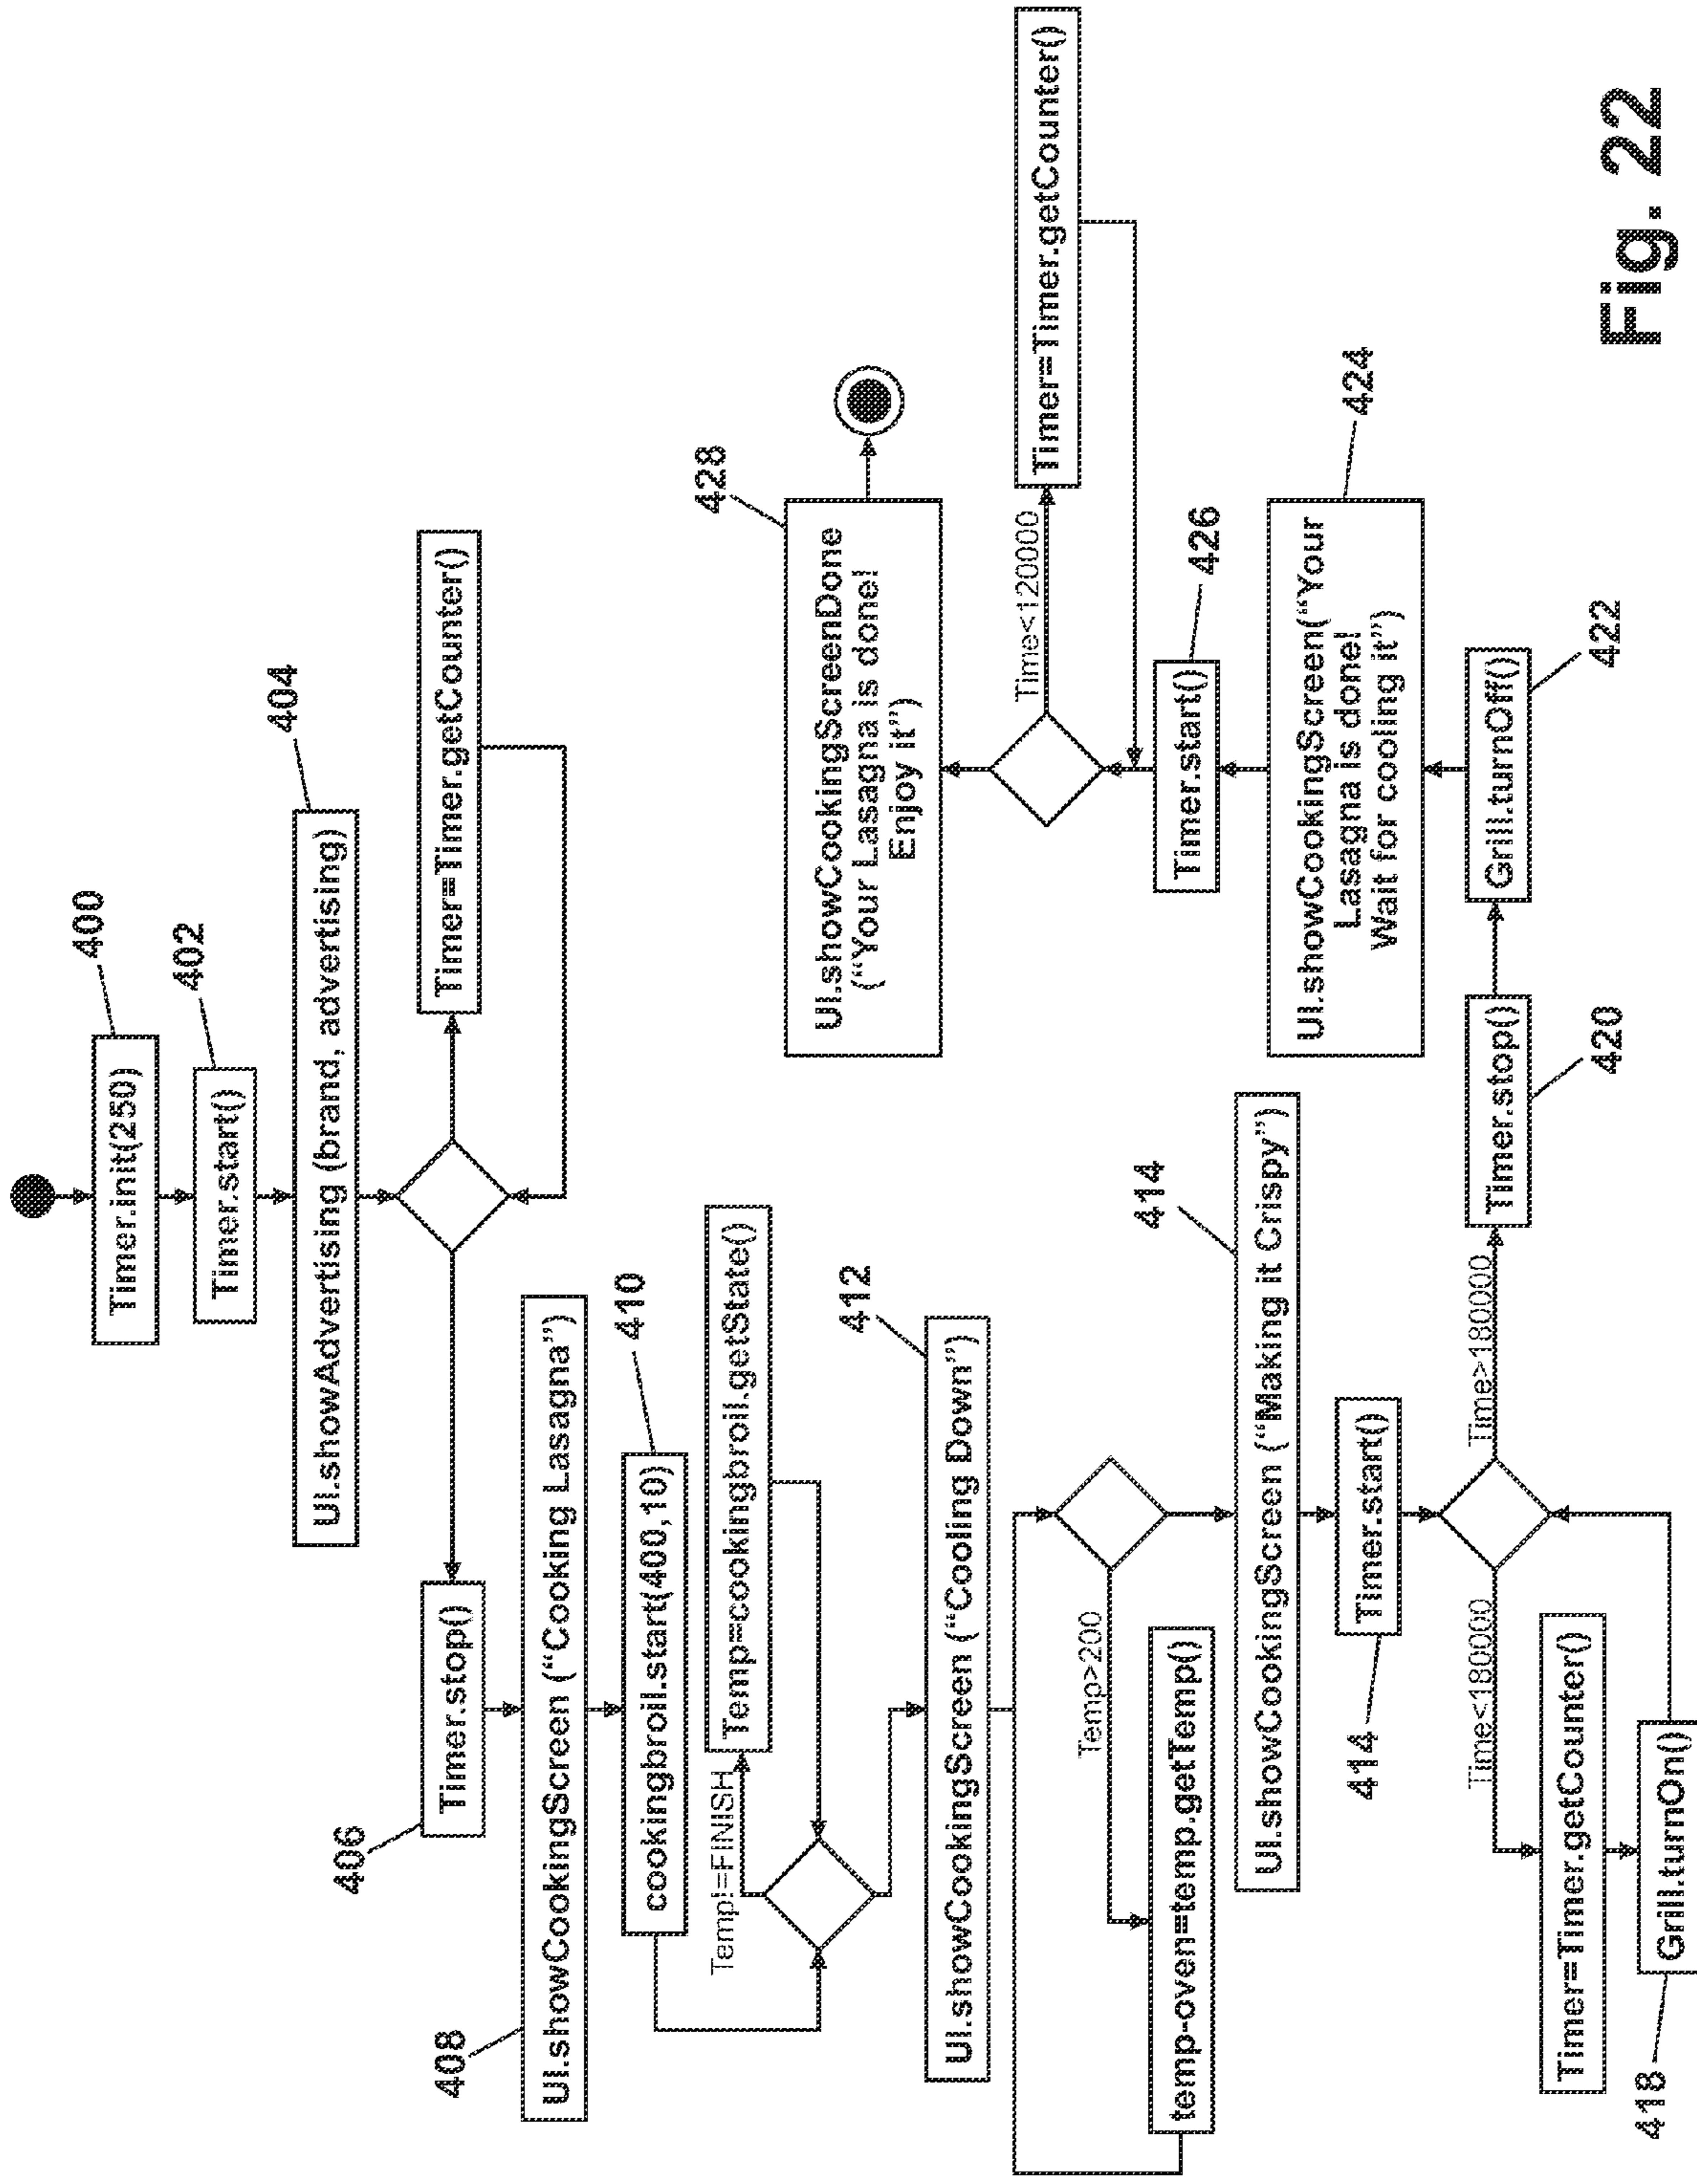 400
Timer.init(250)
402
Timer.start()
404
UI.showAdvertising (brand, advertising)
Timer=Timer.getCounter()
406
Timer.stop()
408
UI.showCookingScreen (“Cooking Lasagna”)
410
cookingbroil.start(400,10)
Temp!=FINISH
Temp=cookingbroil.getState()
412
UI.showCookingScreen (“Cooling Down”)
Temp>200
temp-oven=temp.getTemp()
414
UI.showCookingScreen (“Making it Crispy”)
414
Timer.start()
Time<180000
Time>180000
Timer=Timer.getCounter()
418
Grill.turnOn()
Timer.stop()
420
Grill.turnOff()
422
UI.showCookingScreen(“Your
Lasagna is done!
Wait for cooling it”)
424
Timer.start()
426
Time<120000
Timer=Timer.getCounter()
428
UI.showCookingScreenDone
(“Your Lasagna is done!
Enjoy it”)
Fig. 22